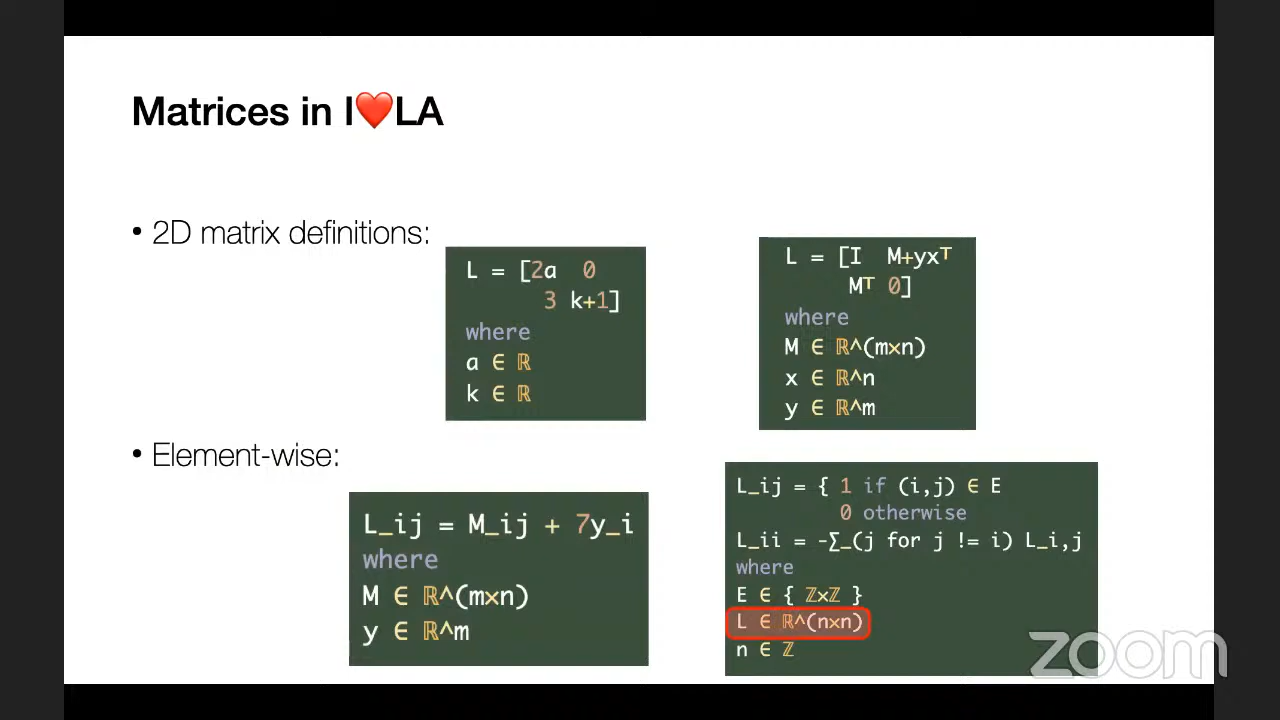 Matrices in I❤️LA
• 2D matrix definitions:
L = [2a 0
3 k+1]
where
a ∈ ℝ
k ∈ ℝ
L = [I M+yxᵀ
Mᵀ 0]
where
M ∈ ℝ^(m×n)
x ∈ ℝ^n
y ∈ ℝ^m
• Element-wise:
L_ij = M_ij + 7y_i
where
M ∈ ℝ^(m×n)
y ∈ ℝ^m
L_ij = { 1 if (i,j) ∈ E
0 otherwise
L_ii = -∑_(j for j != i) L_i,j
where
E ∈ { ℤ×ℤ }
L ∈ ℝ^(n×n)
n ∈ ℤ
zoom